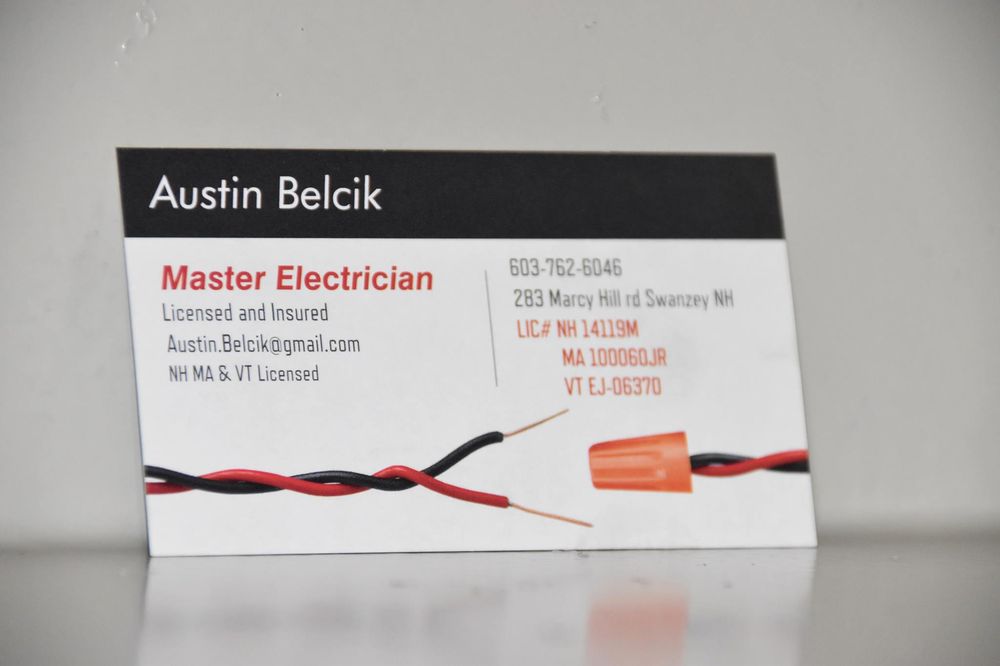 Austin Belcik
Master Electrician
Licensed and Insured
Austin.Belcik@gmail.com
NH MA & VT Licensed
603-762-6046
283 Marcy Hill rd Swanzey NH
LIC# NH 14119M
MA 100060JR
VT EJ-06370